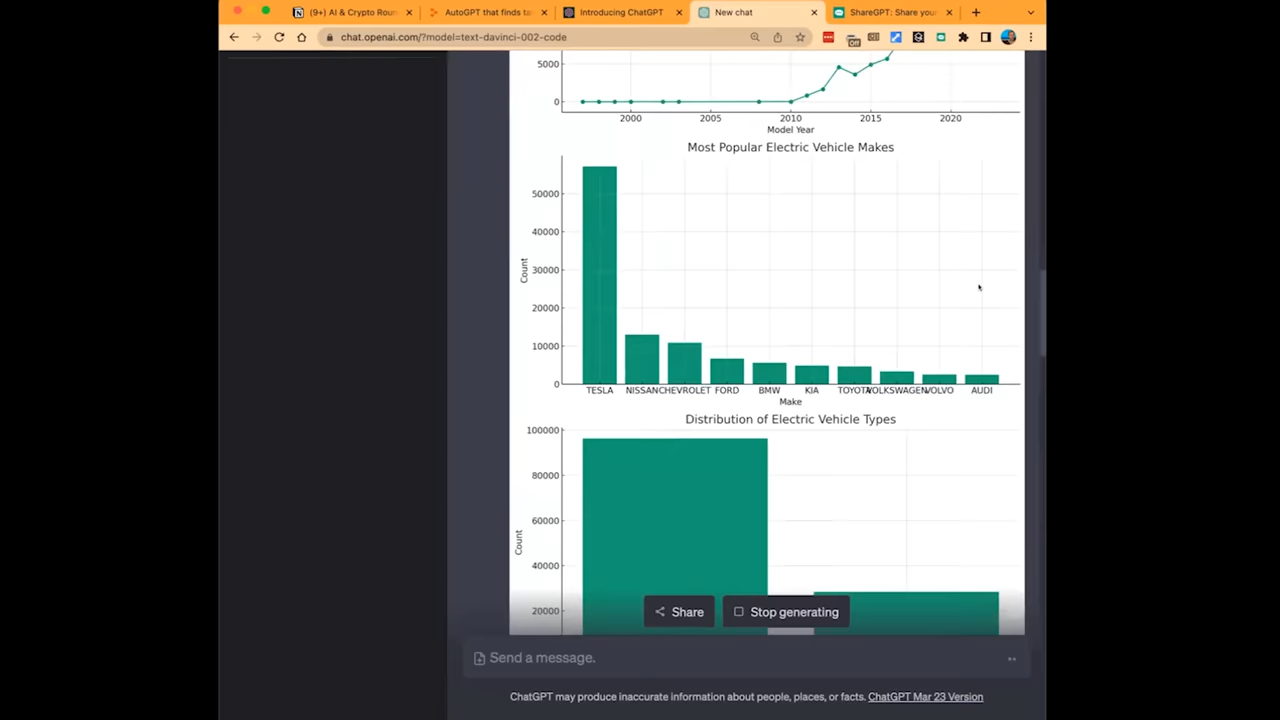 (9+) AI & Crypto Rou
AutoGPT that finds ta
Introducing ChatGPT
New chat
ShareGPT: Share your
chat.openai.com/?model=text-davinci-002-code
Off
5000
0
2000 2005 2010 2015 2020
Model Year
Most Popular Electric Vehicle Makes
50000
40000
30000
20000
10000
0
Count
TESLA NISSAN CHEVROLET FORD BMW KIA TOYOTA VOLKSWAGEN VOLVO AUDI
Make
Distribution of Electric Vehicle Types
100000
80000
60000
40000
20000
Count
Share
Stop generating
Send a message.
ChatGPT may produce inaccurate information about people, places, or facts. ChatGPT Mar 23 Version